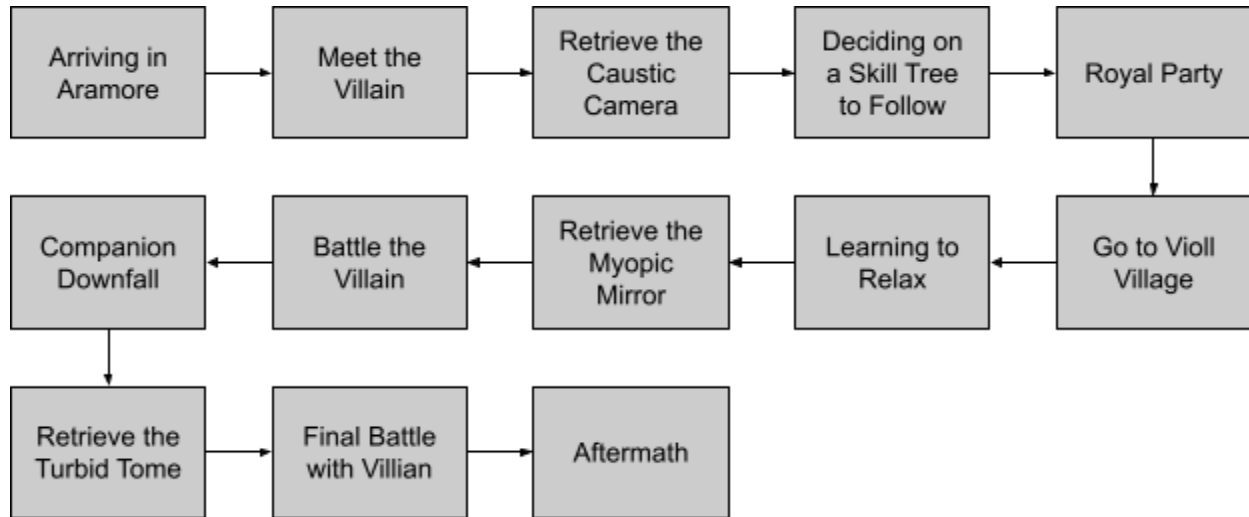 Arriving in
Aramore
Meet the
Villain
Retrieve the
Caustic
Camera
Deciding on
a Skill Tree
to Follow
Royal Party
Go to Violl
Village
Learning to
Relax
Retrieve the
Myopic
Mirror
Battle the
Villain
Companion
Downfall
Retrieve the
Turbid Tome
Final Battle
with Villian
Aftermath